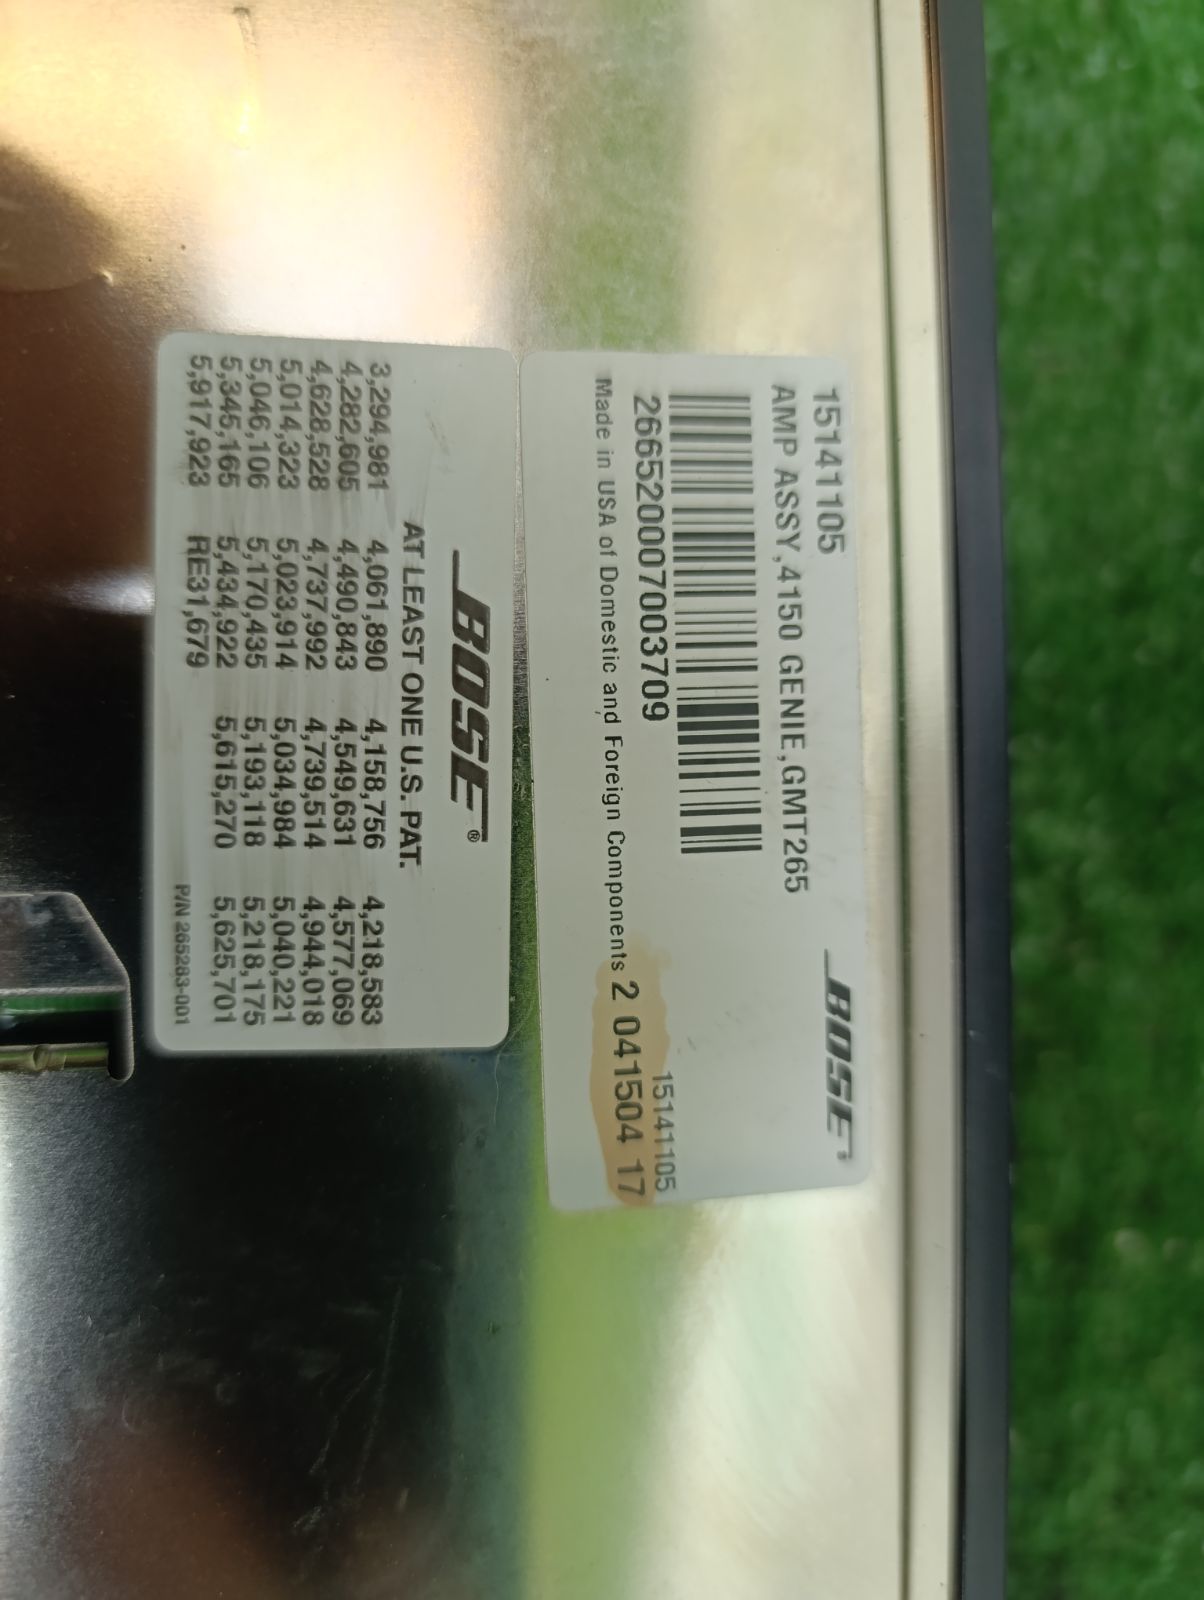 15141105
BOSE®
AMP ASSY,4150 GENIE,GMT265
266520007003709
15141105
Made in USA of Domestic and Foreign Components 2 041504 17
BOSE®
AT LEAST ONE U.S. PAT.
3,294,981 4,061,890 4,158,756 4,218,583
4,282,605 4,490,843 4,549,631 4,577,069
4,628,528 4,737,992 4,739,514 4,944,018
5,014,323 5,023,914 5,034,984 5,040,221
5,046,106 5,170,435 5,193,118 5,218,175
5,345,165 5,434,922 5,615,270 5,625,701
5,917,923 RE31,679
P/N 265283-001